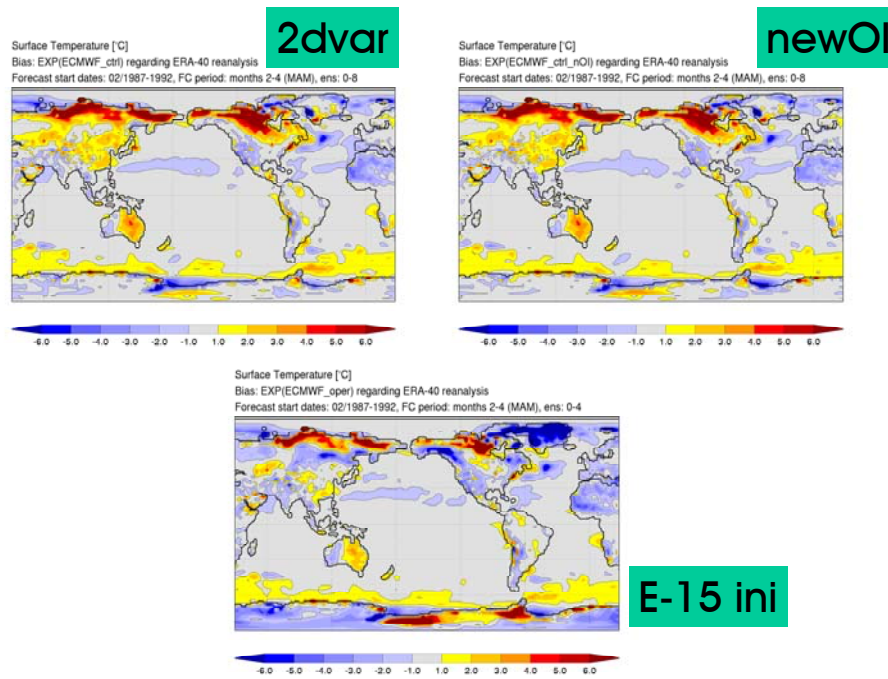 2dvar
Surface Temperature [°C]
Bias: EXP(ECMWF_ctrl) regarding ERA-40 reanalysis
Forecast start dates: 02/1987-1992, FC period: months 2-4 (MAM), ens: 0-8
-6.0 -5.0 -4.0 -3.0 -2.0 -1.0 1.0 2.0 3.0 4.0 5.0 6.0
newOI
Surface Temperature [°C]
Bias: EXP(ECMWF_ctrl_nOI) regarding ERA-40 reanalysis
Forecast start dates: 02/1987-1992, FC period: months 2-4 (MAM), ens: 0-8
-6.0 -5.0 -4.0 -3.0 -2.0 -1.0 1.0 2.0 3.0 4.0 5.0 6.0
Surface Temperature [°C]
Bias: EXP(ECMWF_oper) regarding ERA-40 reanalysis
Forecast start dates: 02/1987-1992, FC period: months 2-4 (MAM), ens: 0-4
E-15 ini
-6.0 -5.0 -4.0 -3.0 -2.0 -1.0 1.0 2.0 3.0 4.0 5.0 6.0